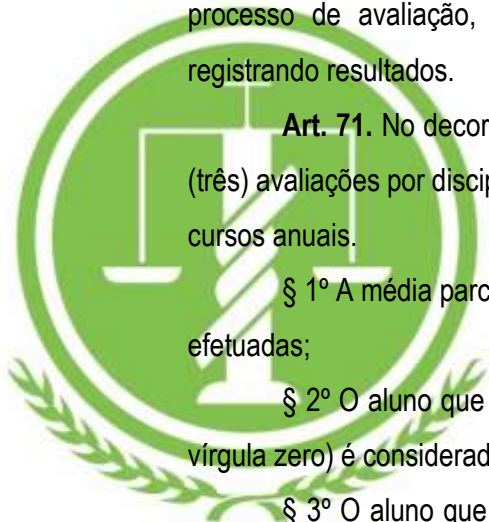 processo de avaliação,
registrando resultados.
Art. 71. No decor
(três) avaliações por discip
cursos anuais.
§ 1º A média parc
efetuadas;
§ 2º O aluno que
vírgula zero) é considerad
§ 3º O aluno que